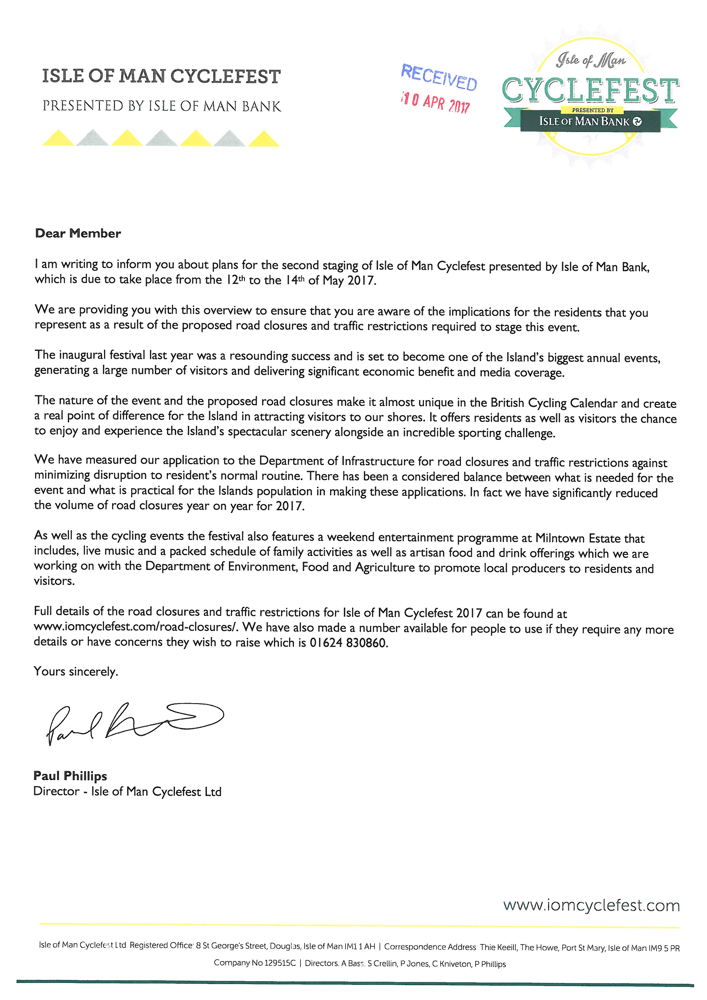 ISLE OF MAN CYCLEFEST
PRESENTED BY ISLE OF MAN BANK
RECEIVED
10 APR 2017
Isle of Man
CYCLEFEST
PRESENTED BY
ISLE OF MAN BANK
Dear Member
I am writing to inform you about plans for the second staging of Isle of Man Cyclefest presented by Isle of Man Bank,
which is due to take place from the 12th to the 14th of May 2017.
We are providing you with this overview to ensure that you are aware of the implications for the residents that you
represent as a result of the proposed road closures and traffic restrictions required to stage this event.
The inaugural festival last year was a resounding success and is set to become one of the Island's biggest annual events,
generating a large number of visitors and delivering significant economic benefit and media coverage.
The nature of the event and the proposed road closures make it almost unique in the British Cycling Calendar and create
a real point of difference for the Island in attracting visitors to our shores. It offers residents as well as visitors the chance
to enjoy and experience the Island's spectacular scenery alongside an incredible sporting challenge.
We have measured our application to the Department of Infrastructure for road closures and traffic restrictions against
minimizing disruption to resident's normal routine. There has been a considered balance between what is needed for the
event and what is practical for the Islands population in making these applications. In fact we have significantly reduced
the volume of road closures year on year for 2017.
As well as the cycling events the festival also features a weekend entertainment programme at Milntown Estate that
includes, live music and a packed schedule of family activities as well as artisan food and drink offerings which we are
working on with the Department of Environment, Food and Agriculture to promote local producers to residents and
visitors.
Full details of the road closures and traffic restrictions for Isle of Man Cyclefest 2017 can be found at
www.iomcyclefest.com/road-closures/. We have also made a number available for people to use if they require any more
details or have concerns they wish to raise which is 01624 830860.
Yours sincerely.
Paul
Paul Phillips
Director - Isle of Man Cyclefest Ltd
www.iomcyclefest.com
Isle of Man Cyclefest Ltd Registered Office: 8 St George's Street, Douglas, Isle of Man IM1 1 AH | Correspondence Address Thie Keeill, The Howe, Port St Mary, Isle of Man IM9 5 PR
Company No 129515C | Directors: A Bass, S Crellin, P Jones, C Kniveton, P Phillips